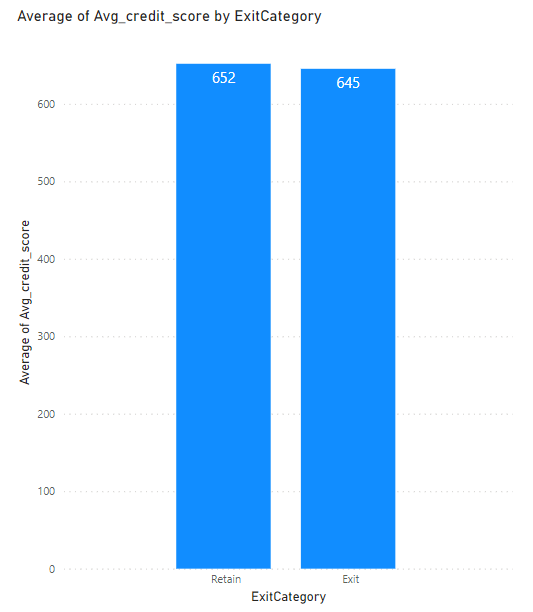 Average of Avg_credit_score by ExitCategory
652
645
600
500
400
300
200
100
0
Average of Avg_credit_score
Retain
Exit
ExitCategory